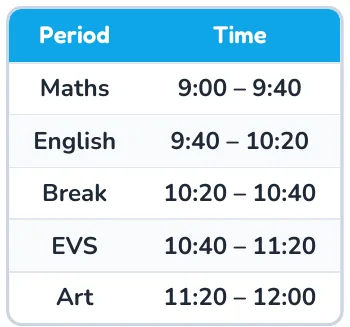 Period Time
Maths 9:00 – 9:40
English 9:40 – 10:20
Break 10:20 – 10:40
EVS 10:40 – 11:20
Art 11:20 – 12:00